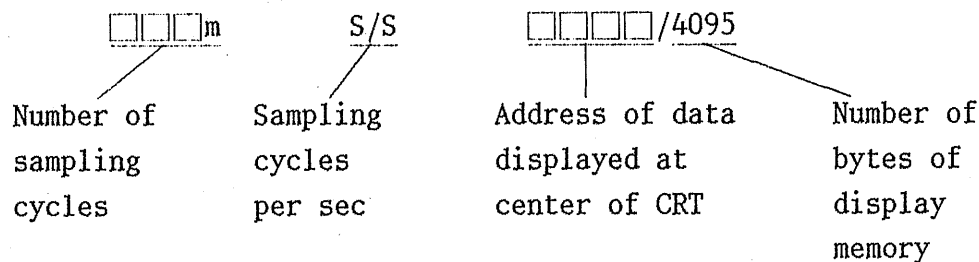 □□□m S/S □□□□/4095
Number of Sampling Address of data Number of
sampling cycles displayed at bytes of
cycles per sec center of CRT display
memory